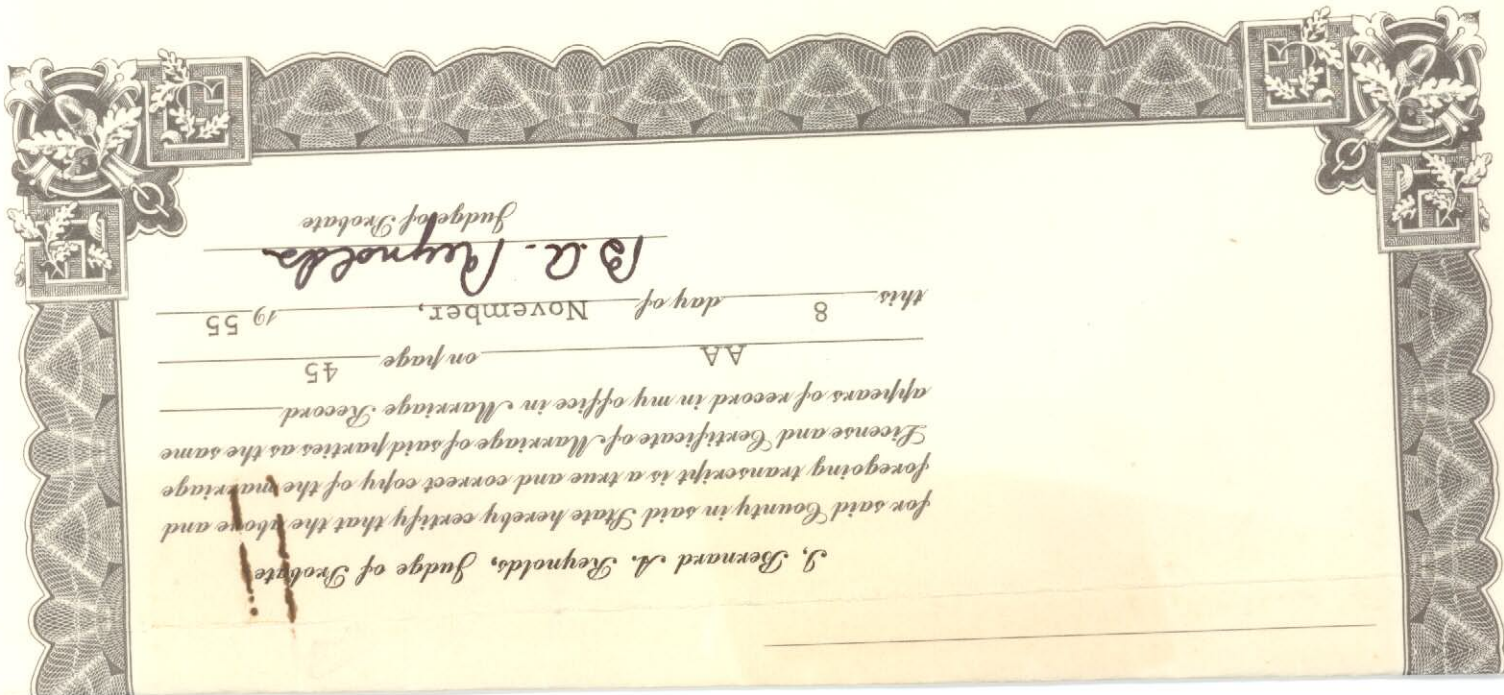 I, Bernard A. Reynolds, Judge of Probate
for said County in said State hereby certify that the above and
foregoing transcript is a true and correct copy of the marriage
License and Certificate of Marriage of said parties as the same
appears of record in my office in Marriage Record
AA on page 45
this 8 day of November, 19 55
B. A. Reynolds
Judge of Probate